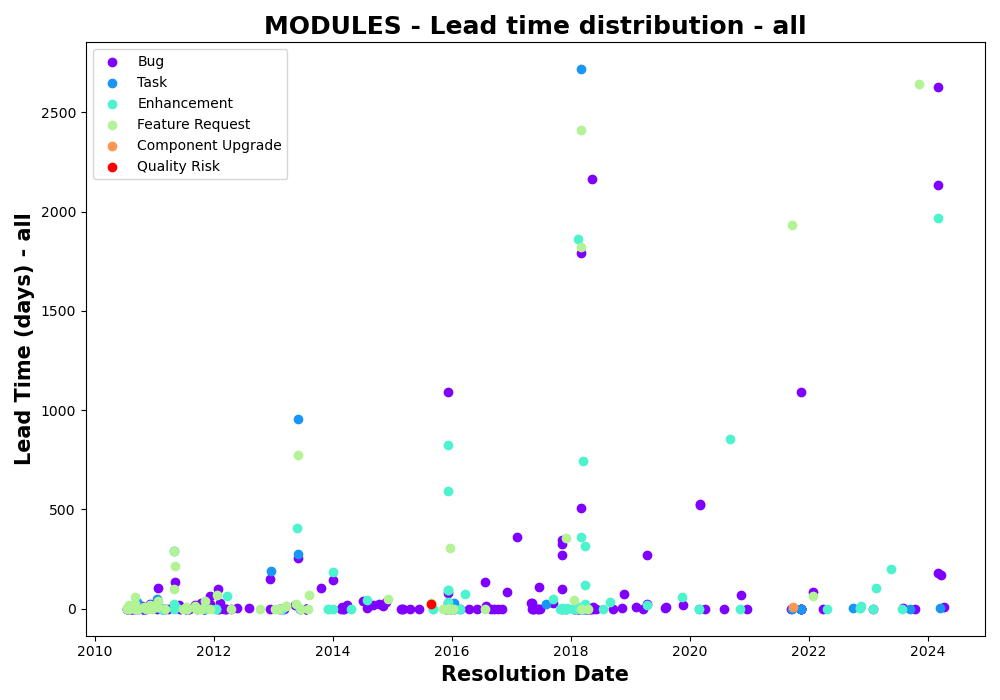 MODULES - Lead time distribution - all
Bug
Task
Enhancement
Feature Request
Component Upgrade
Quality Risk
Lead Time (days) - all
2500
2000
1500
1000
500
0
2010 2012 2014 2016 2018 2020 2022 2024
Resolution Date